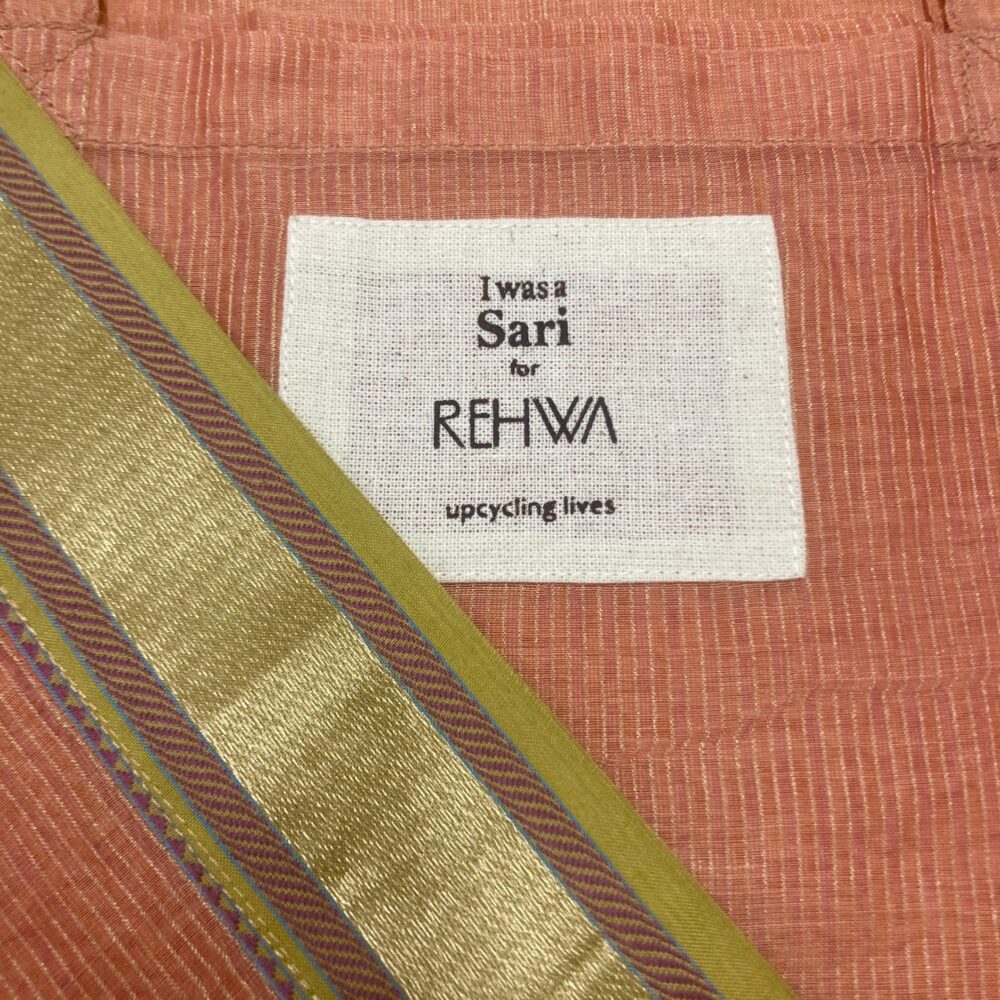 I was a
Sari
for
REHWA
upcycling lives